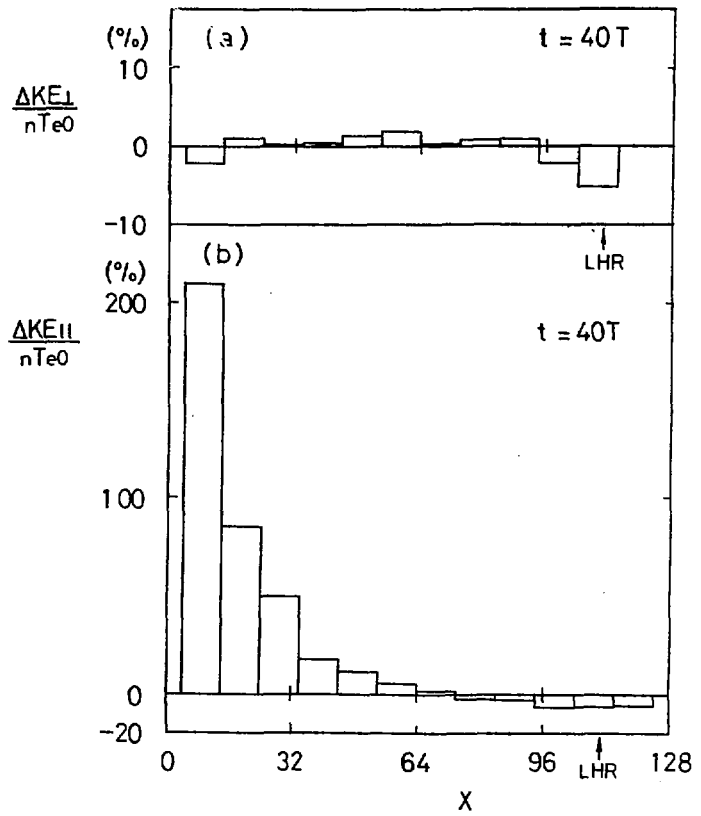 (%) (a) t = 40T
10
ΔKE⊥
nTe0
0
-10
LHR
(%) (b)
200
ΔKE||
nTe0
t = 40T
100
0
-20
0 32 64 96 LHR 128
X